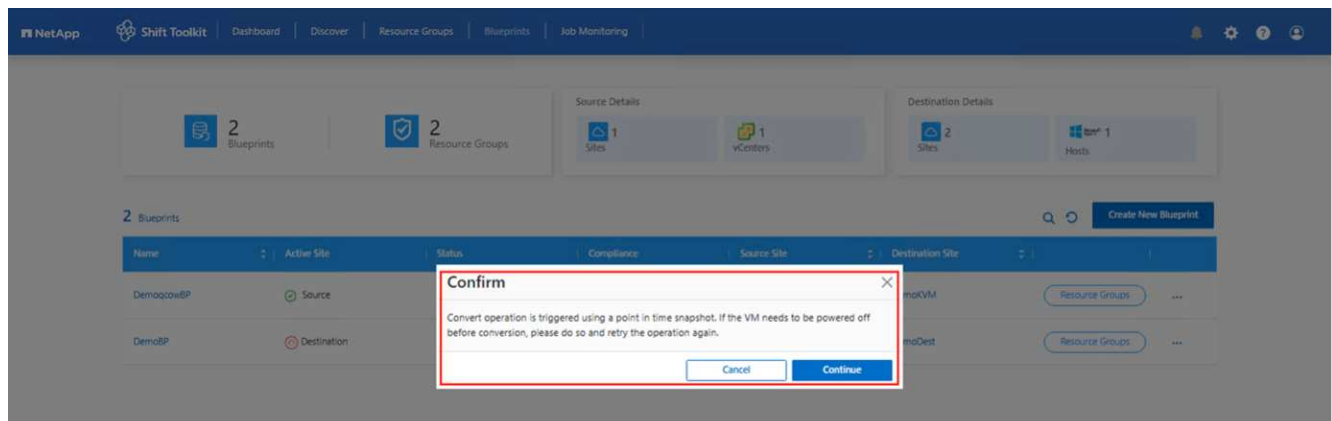 NetApp Shift Toolkit Dashboard Discover Resource Groups Blueprints Job Monitoring
Source Details Destination Details
2 2 1 1 2 1
Blueprints Resource Groups Sites vCenters Sites Hosts
2 Blueprints Create New Blueprint
Name Active Site Status Compliance Source Site Destination Site
DemoqcowBP Source moKVM Resource Groups ...
DemoBP Destination moDest Resource Groups ...
Confirm
Convert operation is triggered using a point in time snapshot. If the VM needs to be powered off
before conversion, please do so and retry the operation again.
Cancel Continue